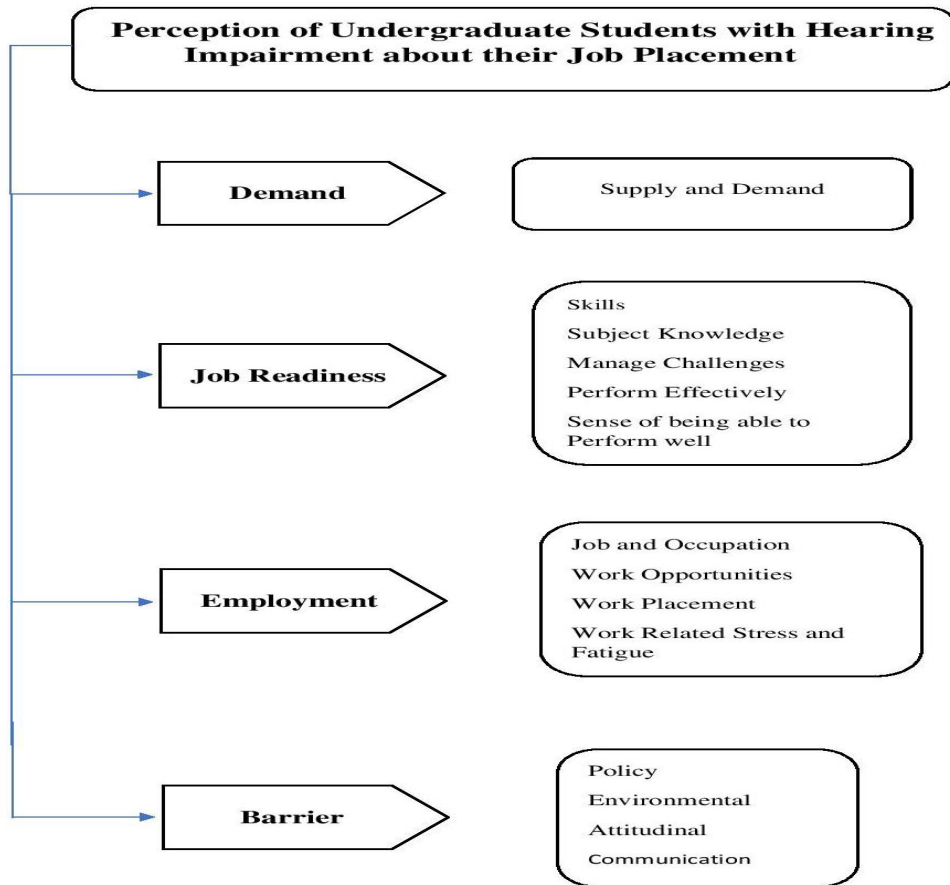 Perception of Undergraduate Students with Hearing
Impairment about their Job Placement
Demand
Supply and Demand
Job Readiness
Skills
Subject Knowledge
Manage Challenges
Perform Effectively
Sense of being able to
Perform well
Employment
Job and Occupation
Work Opportunities
Work Placement
Work Related Stress and
Fatigue
Barrier
Policy
Environmental
Attitudinal
Communication